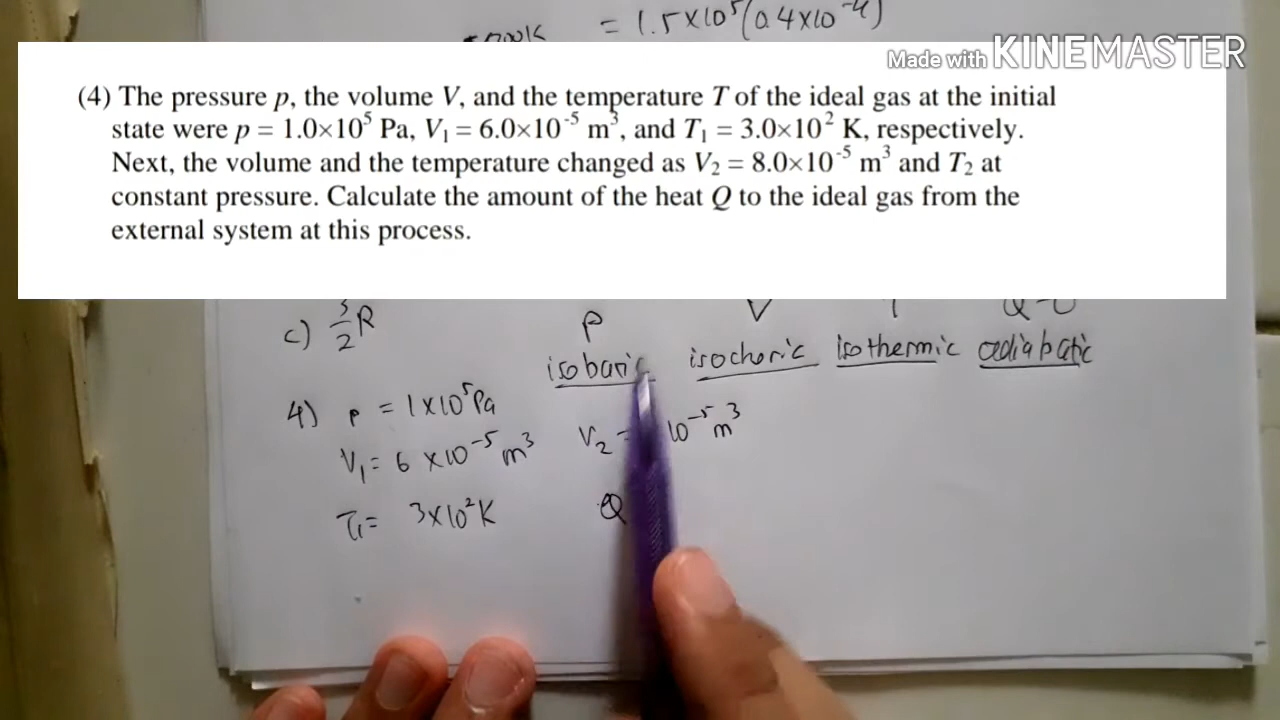 = 1.5×10⁵(0.4×10⁻⁴)
Made with KINEMASTER
(4) The pressure p, the volume V, and the temperature T of the ideal gas at the initial
state were p = 1.0×10⁵ Pa, V₁ = 6.0×10⁻⁵ m³, and T₁ = 3.0×10² K, respectively.
Next, the volume and the temperature changed as V₂ = 8.0×10⁻⁵ m³ and T₂ at
constant pressure. Calculate the amount of the heat Q to the ideal gas from the
external system at this process.
c) 3/2 R
P V
isobaric isochoric isothermic adiabatic
4) P = 1×10⁵Pa
V₁= 6 ×10⁻⁵ m³ V₂ = 10⁻⁵ m³
T₁= 3×10²K Q